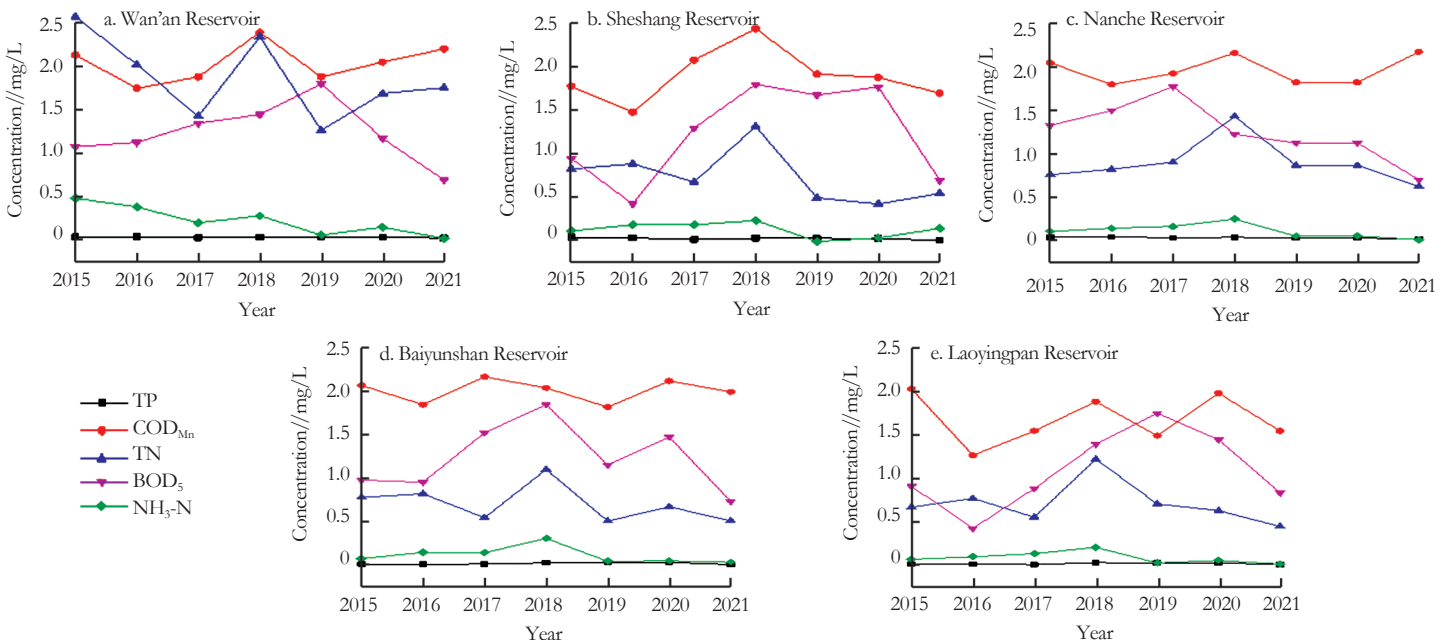 a. Wan'an Reservoir
2.5
2.0
1.5
1.0
0.5
0
Concentration//mg/L
2015 2016 2017 2018 2019 2020 2021
Year
b. Sheshang Reservoir
2.5
2.0
1.5
1.0
0.5
0
Concentration//mg/L
2015 2016 2017 2018 2019 2020 2021
Year
c. Nanche Reservoir
2.5
2.0
1.5
1.0
0.5
0
Concentration//mg/L
2015 2016 2017 2018 2019 2020 2021
Year
TP
COD_Mn
TN
BOD_5
NH_3-N
d. Baiyunshan Reservoir
2.5
2.0
1.5
1.0
0.5
0
Concentration//mg/L
2015 2016 2017 2018 2019 2020 2021
Year
e. Laoyingpan Reservoir
2.5
2.0
1.5
1.0
0.5
0
Concentration//mg/L
2015 2016 2017 2018 2019 2020 2021
Year